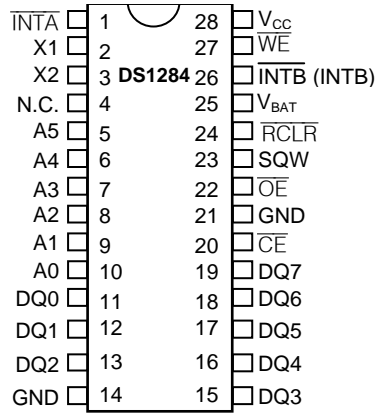 INTA 1 28 VCC
X1 2 27 WE
X2 3 DS1284 26 INTB (INTB)
N.C. 4 25 VBAT
A5 5 24 RCLR
A4 6 23 SQW
A3 7 22 OE
A2 8 21 GND
A1 9 20 CE
A0 10 19 DQ7
DQ0 11 18 DQ6
DQ1 12 17 DQ5
DQ2 13 16 DQ4
GND 14 15 DQ3